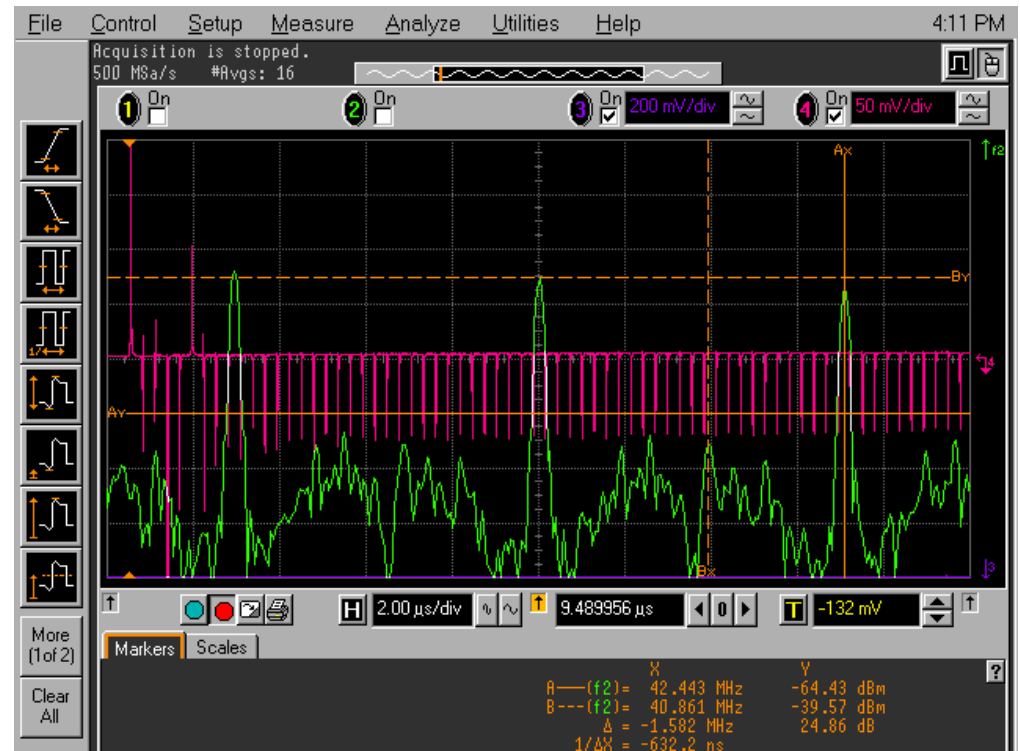 File Control Setup Measure Analyze Utilities Help 4:11 PM
Acquisition is stopped.
500 MSa/s #Avgs: 16
1 On 2 On 3 On 200 mV/div 4 On 50 mV/div
Ax
f2
By
4
Ay
Bx
3
H 2.00 µs/div 9.489956 µs 0 T -132 mV
1/
More
(1of 2)
Clear
All
Markers Scales
?
X Y
A——(f2)= 42.443 MHz -64.43 dBm
B---(f2)= 40.861 MHz -39.57 dBm
Δ = -1.582 MHz 24.86 dB
1/ΔX = -632.2 ns